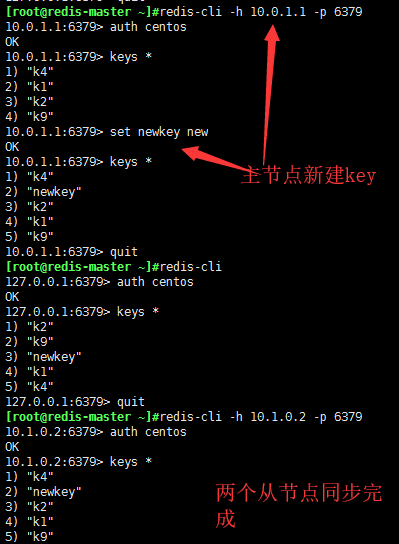 127.0.0.1:6379> quit
[root@redis-master ~]#redis-cli -h 10.0.1.1 -p 6379
10.0.1.1:6379> auth centos
OK
10.0.1.1:6379> keys *
1) "k4"
2) "k1"
3) "k2"
4) "k9"
10.0.1.1:6379> set newkey new
OK
10.0.1.1:6379> keys *
1) "k4"
2) "newkey"
3) "k2"
4) "k1"
5) "k9"
主节点新建key
10.0.1.1:6379> quit
[root@redis-master ~]#redis-cli
127.0.0.1:6379> auth centos
OK
127.0.0.1:6379> keys *
1) "k2"
2) "k9"
3) "newkey"
4) "k1"
5) "k4"
127.0.0.1:6379> quit
[root@redis-master ~]#redis-cli -h 10.1.0.2 -p 6379
10.1.0.2:6379> auth centos
OK
10.1.0.2:6379> keys *
1) "k4"
2) "newkey"
3) "k2"
4) "k1"
5) "k9"
两个从节点同步完
成